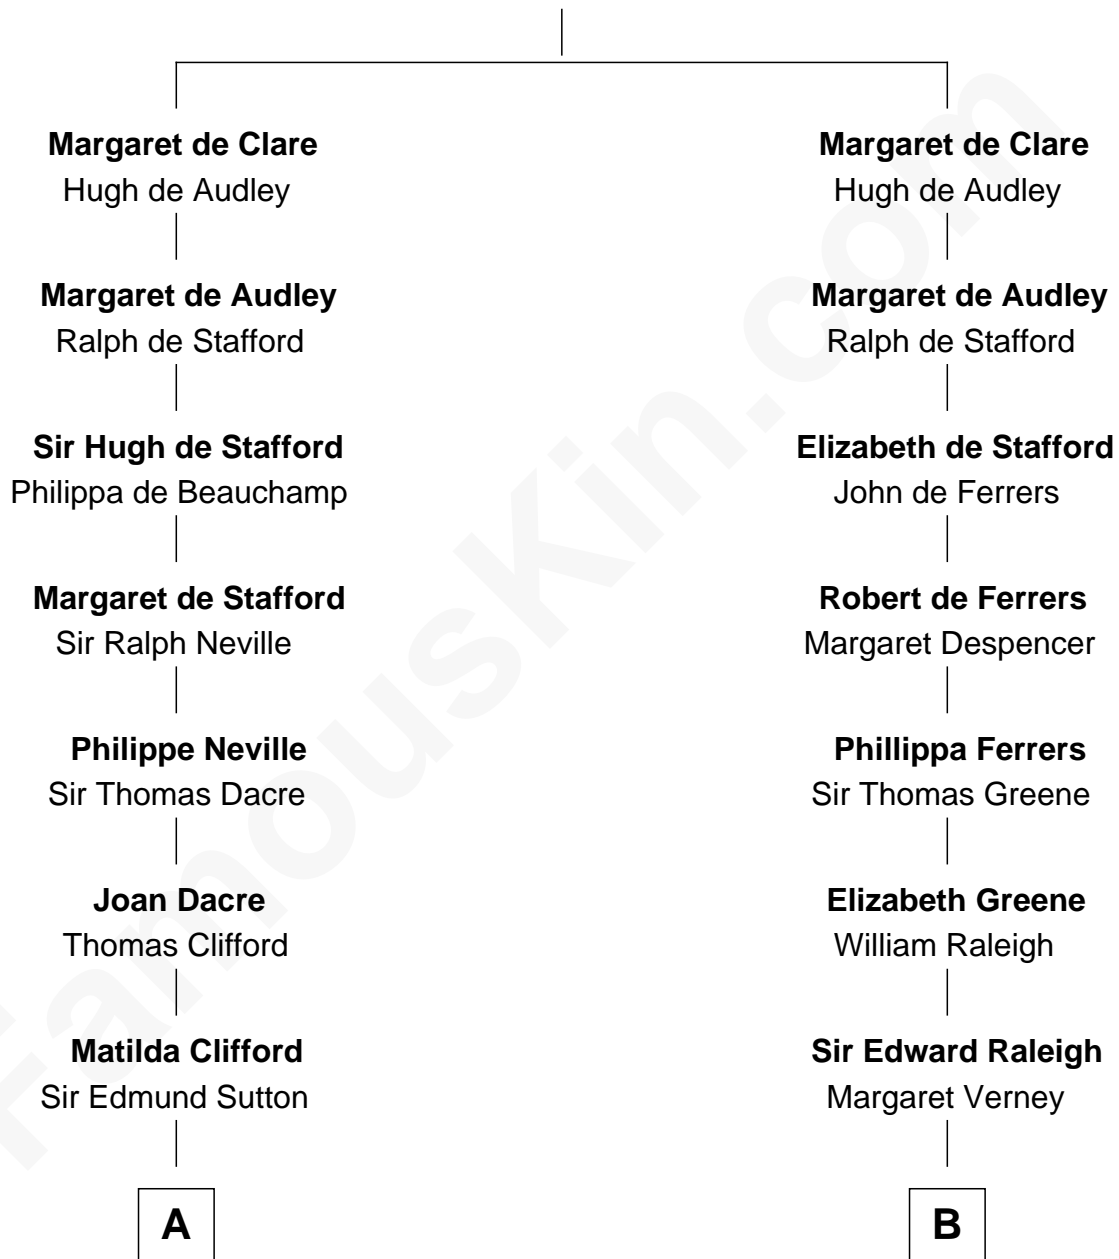 Margaret de Clare
Hugh de Audley
Margaret de Audley
Ralph de Stafford
Sir Hugh de Stafford
Philippa de Beauchamp
Margaret de Stafford
Sir Ralph Neville
Philippe Neville
Sir Thomas Dacre
Joan Dacre
Thomas Clifford
Matilda Clifford
Sir Edmund Sutton
A
Margaret de Clare
Hugh de Audley
Margaret de Audley
Ralph de Stafford
Elizabeth de Stafford
John de Ferrers
Robert de Ferrers
Margaret Despencer
Phillippa Ferrers
Sir Thomas Greene
Elizabeth Greene
William Raleigh
Sir Edward Raleigh
Margaret Verney
B
FamousKin.com